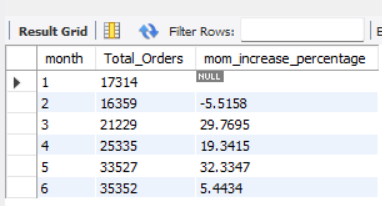 Result Grid Filter Rows: E
month Total_Orders mom_increase_percentage
1 17314 NULL
2 16359 -5.5158
3 21229 29.7695
4 25335 19.3415
5 33527 32.3347
6 35352 5.4434